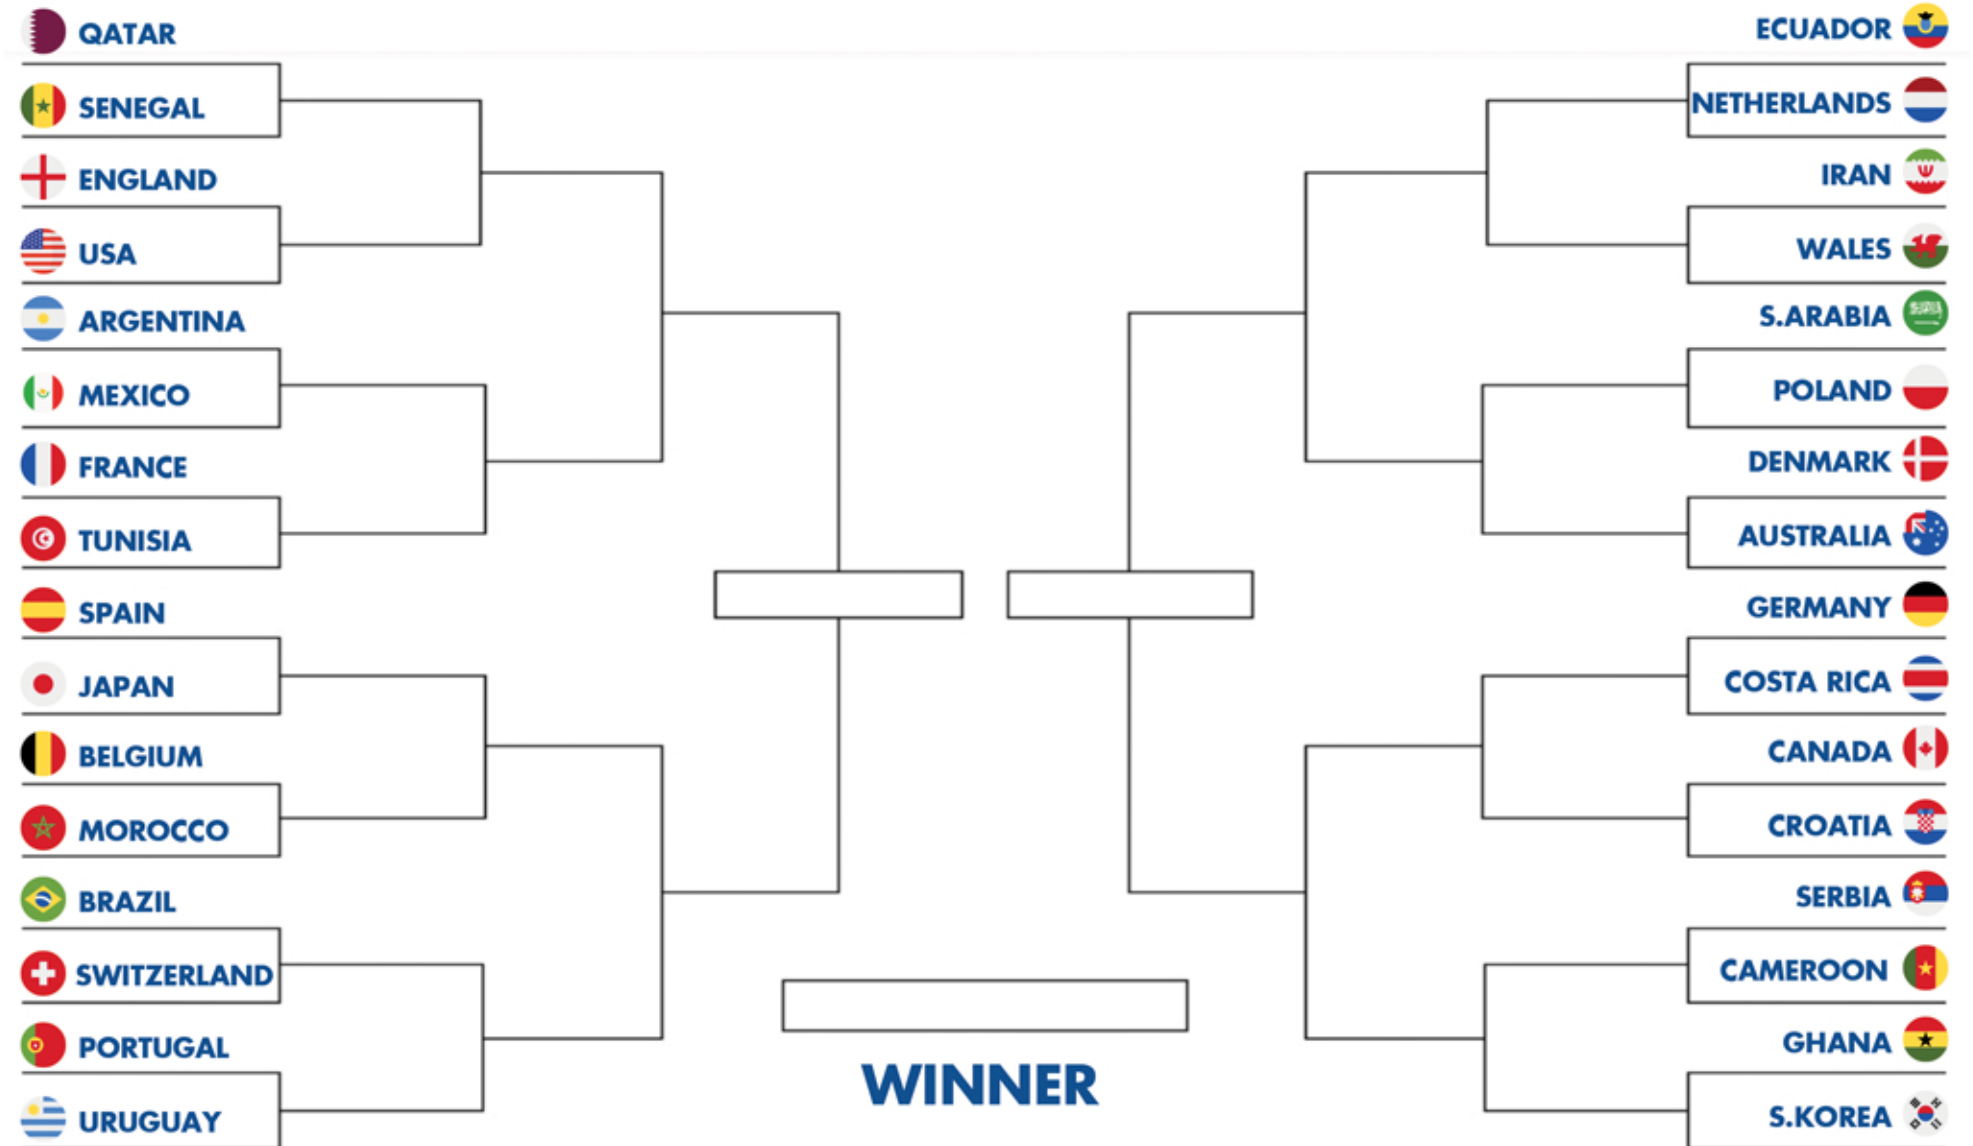 QATAR
SENEGAL
ENGLAND
USA
ARGENTINA
MEXICO
FRANCE
TUNISIA
SPAIN
JAPAN
BELGIUM
MOROCCO
BRAZIL
SWITZERLAND
PORTUGAL
URUGUAY
ECUADOR
NETHERLANDS
IRAN
WALES
S.ARABIA
POLAND
DENMARK
AUSTRALIA
GERMANY
COSTA RICA
CANADA
CROATIA
SERBIA
CAMEROON
GHANA
S.KOREA
WINNER